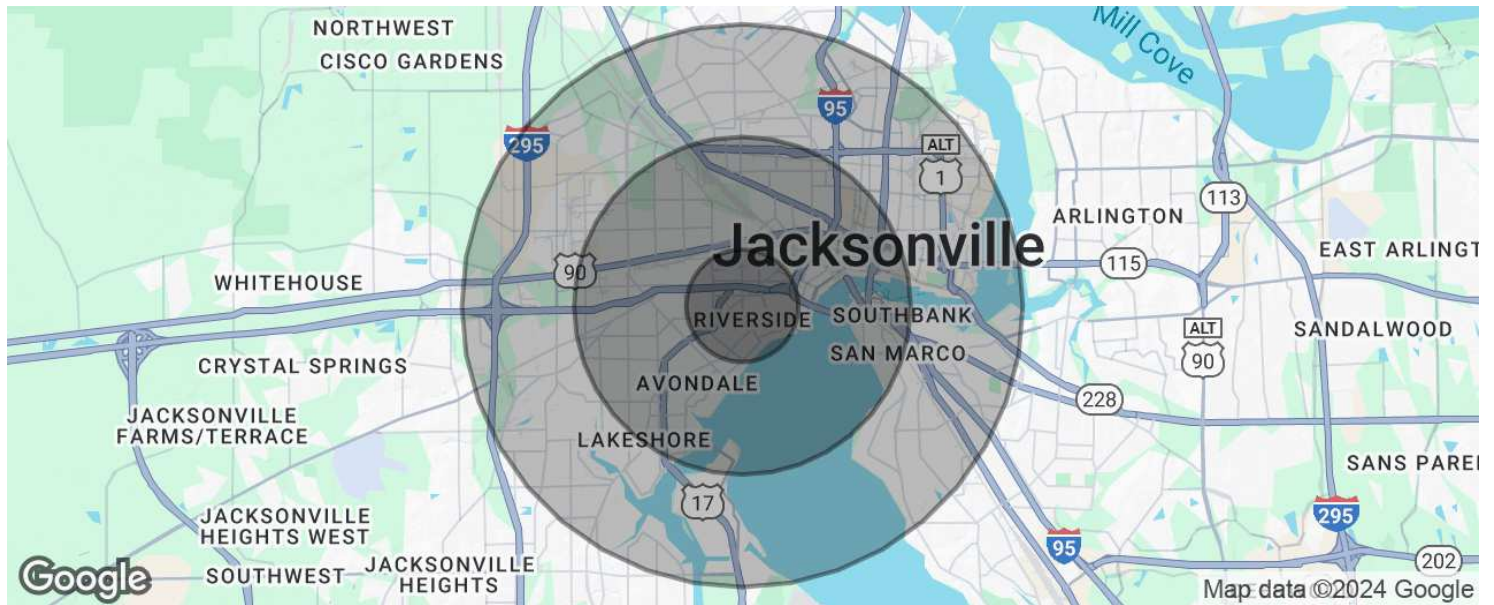 NORTHWEST
CISCO GARDENS
Mill Cove
95
295
ALT
1
113
ARLINGTON
Jacksonville
EAST ARLINGT
115
90
WHITEHOUSE
RIVERSIDE
SOUTHBANK
ALT
90
SANDALWOOD
SAN MARCO
CRYSTAL SPRINGS
AVONDALE
228
JACKSONVILLE
FARMS/TERRACE
LAKESHORE
SANS PAREI
17
295
JACKSONVILLE
HEIGHTS WEST
95
202
SOUTHWEST
JACKSONVILLE
HEIGHTS
Google
Map data ©2024 Google